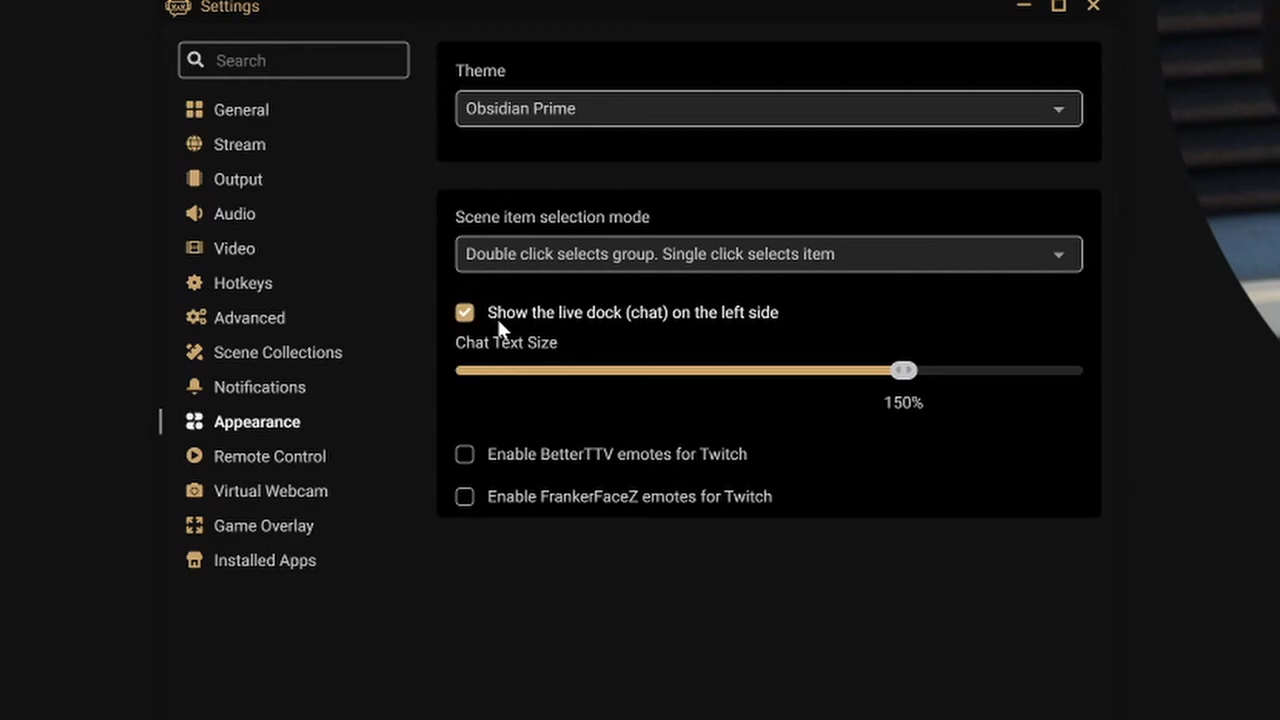 Settings
Search
General
Stream
Output
Audio
Video
Hotkeys
Advanced
Scene Collections
Notifications
Appearance
Remote Control
Virtual Webcam
Game Overlay
Installed Apps
Theme
Obsidian Prime
Scene item selection mode
Double click selects group. Single click selects item
Show the live dock (chat) on the left side
Chat Text Size
150%
Enable BetterTTV emotes for Twitch
Enable FrankerFaceZ emotes for Twitch